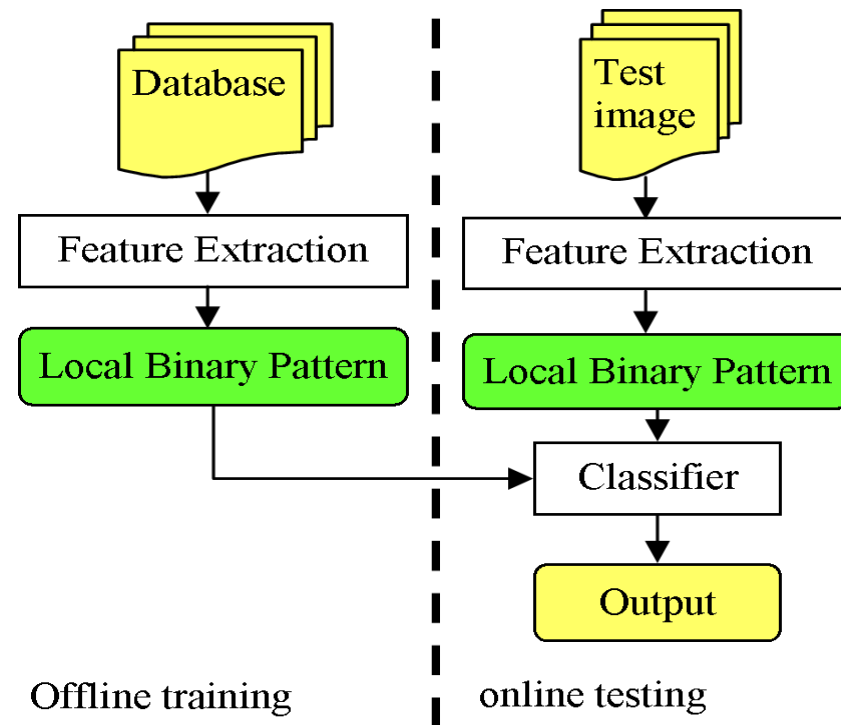 Database
Feature Extraction
Local Binary Pattern
Offline training
Test
image
Feature Extraction
Local Binary Pattern
Classifier
Output
online testing